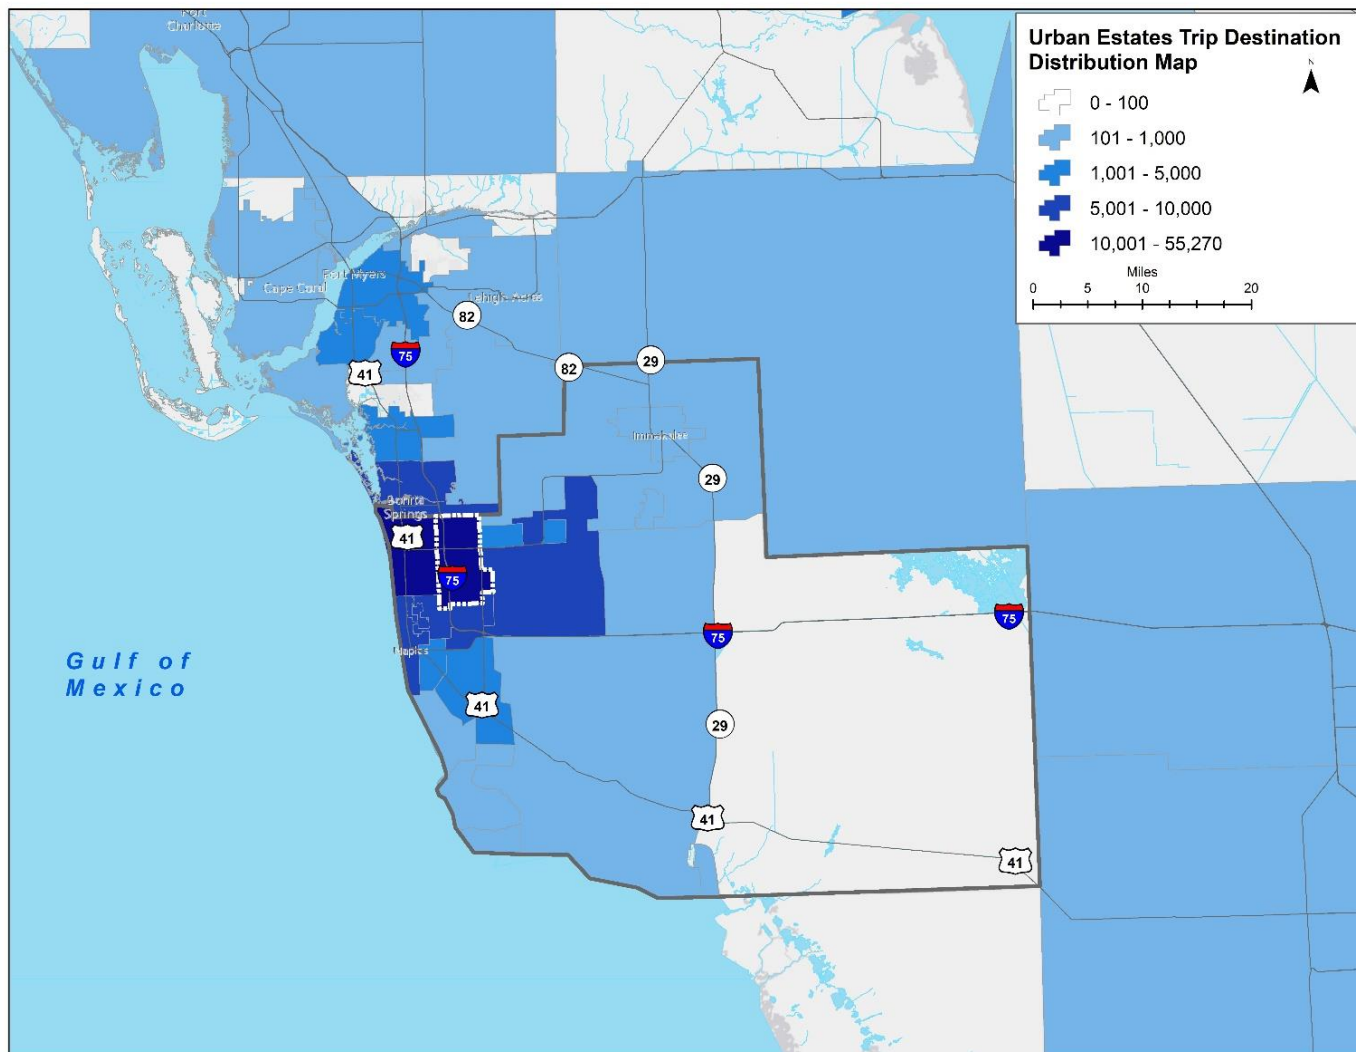 Port
Charlotte
Urban Estates Trip Destination
Distribution Map
N
0 - 100
101 - 1,000
1,001 - 5,000
5,001 - 10,000
10,001 - 55,270
Miles
0 5 10 20
Fort Myers
Cape Coral
Lehigh Acres
82
75
41
82
29
Immokalee
29
Bonita
Springs
41
75
75
75
Naples
Gulf of
Mexico
41
29
41
41